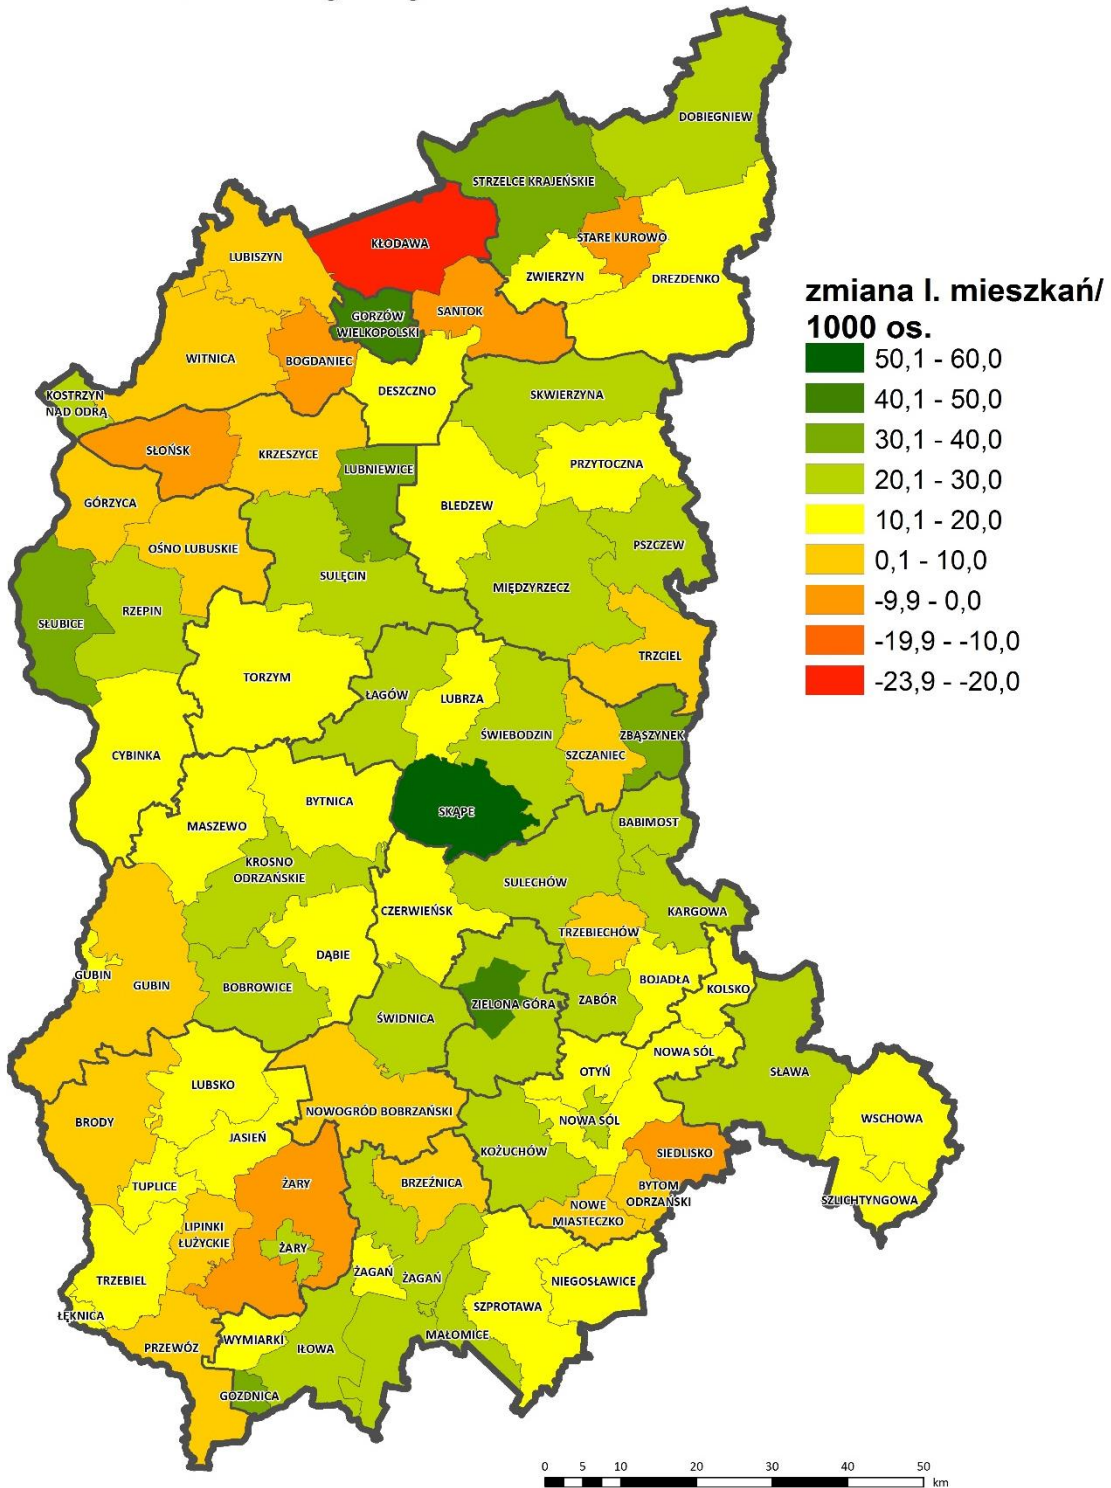 DOBIEGNIEW
STRZELCE KRAJEŃSKIE
STARE KUROWO
KŁODAWA
LUBISZYN
ZWIERZYN
DREZDENKO
SANTOK
GORZÓW
WIELKOPOLSKI
WITNICA
BOGDANIEC
DESZCZNO
KOSTRZYN
NAD ODRĄ
SKWIERZYNA
SŁOŃSK
KRZESZYCE
LUBNIEWICE
PRZYTOCZNA
GÓRZYCA
BLEDZEW
OŚNO LUBUSKIE
PSZCZEW
SULĘCIN
MIĘDZYRZECZ
RZEPIN
SŁUBICE
TRZCIEL
TORZYM
ŁAGÓW
LUBRZA
ŚWIEBODZIN
ZBĄSZYNEK
CYBINKA
SZCZANIEC
BYTNICA
SKĄPE
MASZEWO
BABIMOST
KROSNO
ODRZAŃSKIE
SULECHÓW
CZERWIEŃSK
KARGOWA
TRZEBIECHÓW
DĄBIE
GUBIN
GUBIN
BOBROWICE
BOJADŁA
KOLSKO
ZIELONA GÓRA
ZABÓR
ŚWIDNICA
NOWA SÓL
OTYŃ
SŁAWA
LUBSKO
BRODY
NOWOGRÓD BOBRZAŃSKI
NOWA SÓL
WSCHOWA
JASIEŃ
KOŻUCHÓW
SIEDLISKO
TUPLICE
ŻARY
BRZEŹNICA
BYTOM
ODRZAŃSKI
SZLICHTYNGOWA
NOWE
MIASTECZKO
LIPINKI
ŁUŻYCKIE
ŻARY
TRZEBIEL
ŻAGAŃ
ŻAGAŃ
NIEGOSŁAWICE
SZPROTAWA
ŁĘKNICA
MAŁOMICE
PRZEWÓZ
WYMIARKI
IŁOWA
GOZDNICA
zmiana l. mieszkań/
1000 os.
50,1 - 60,0
40,1 - 50,0
30,1 - 40,0
20,1 - 30,0
10,1 - 20,0
0,1 - 10,0
-9,9 - 0,0
-19,9 - -10,0
-23,9 - -20,0
0 5 10 20 30 40 50
km